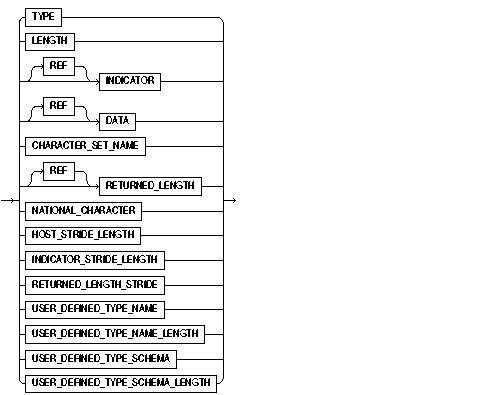 TYPE
LENGTH
REF
INDICATOR
REF
DATA
CHARACTER_SET_NAME
REF
RETURNED_LENGTH
NATIONAL_CHARACTER
HOST_STRIDE_LENGTH
INDICATOR_STRIDE_LENGTH
RETURNED_LENGTH_STRIDE
USER_DEFINED_TYPE_NAME
USER_DEFINED_TYPE_NAME_LENGTH
USER_DEFINED_TYPE_SCHEMA
USER_DEFINED_TYPE_SCHEMA_LENGTH